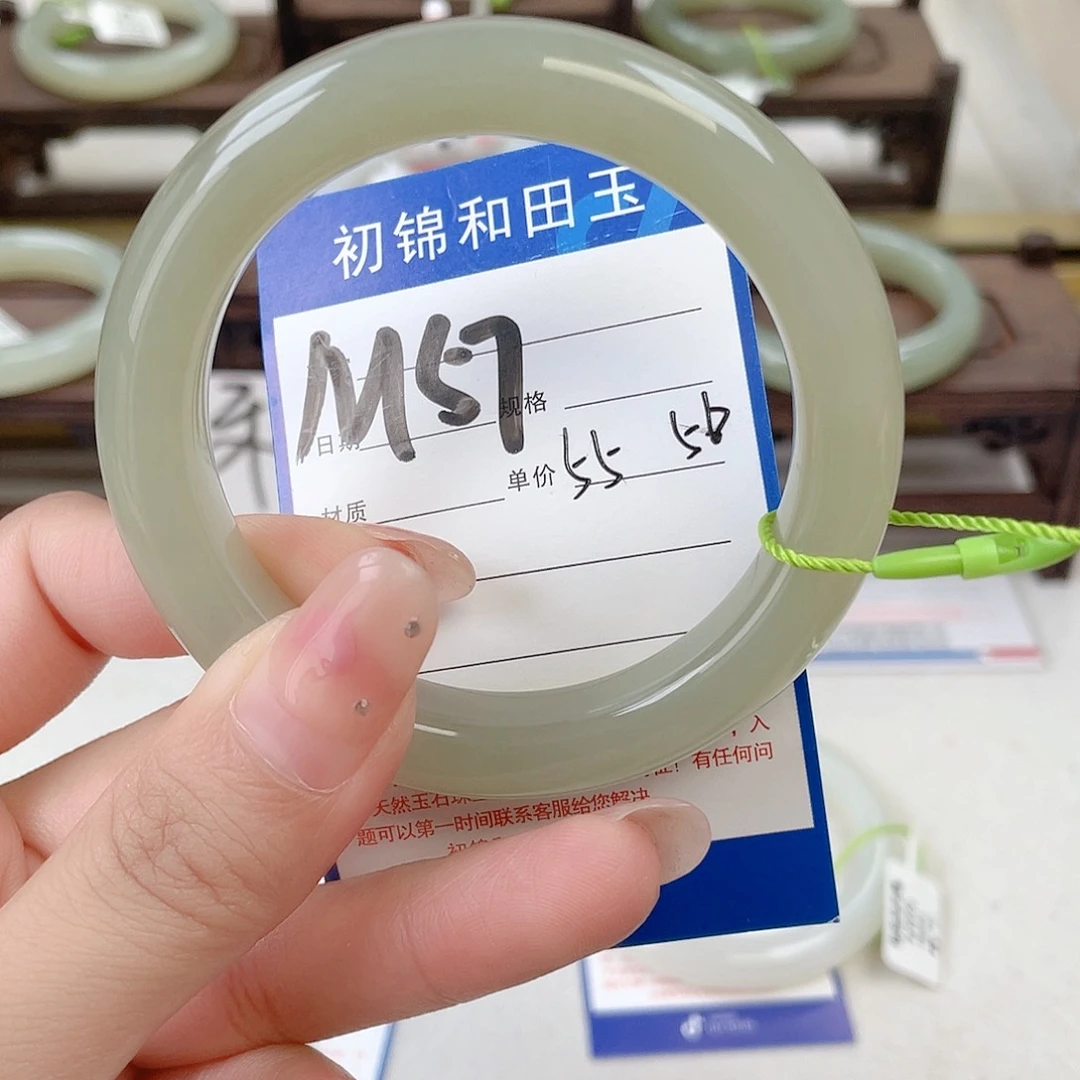 初锦和田玉
M57
规格
日期
单价 55 56
材质
，入
有任何问
天然玉石
题可以第一时间联系客服给您解决